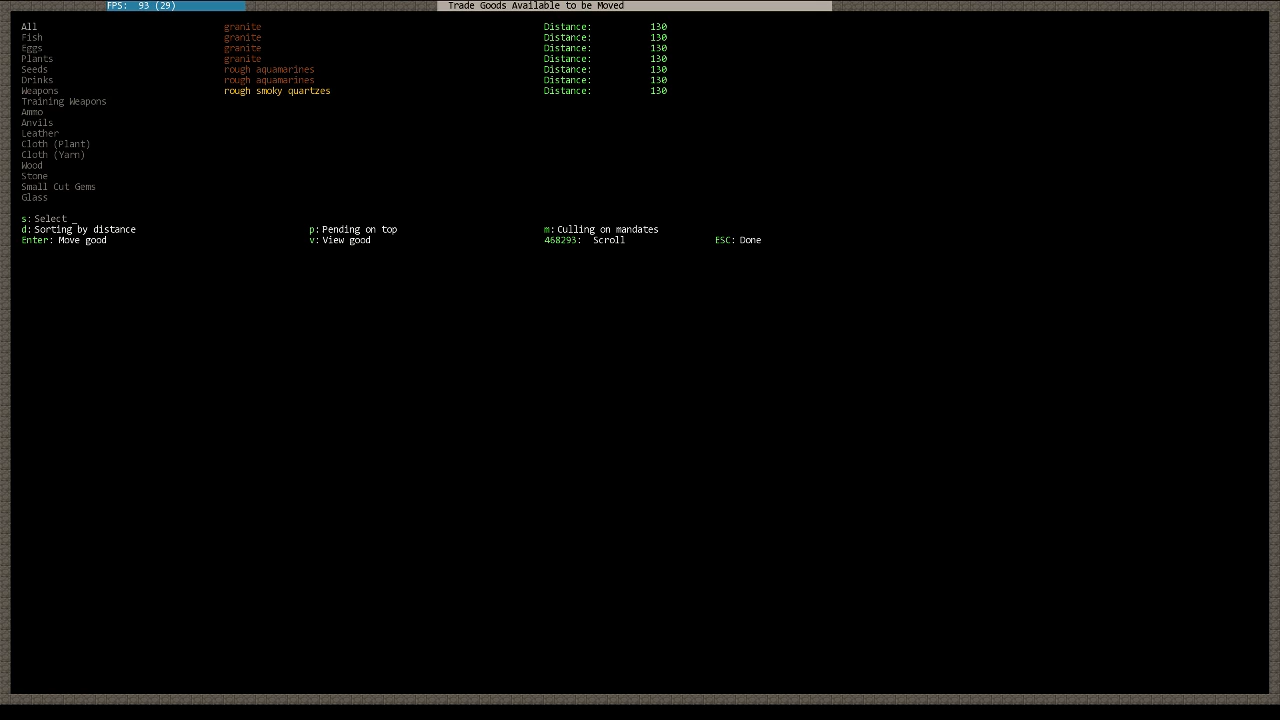 FPS: 93 (29) Trade Goods Available to be Moved
All granite Distance: 130
Fish granite Distance: 130
Eggs granite Distance: 130
Plants granite Distance: 130
Seeds rough aquamarines Distance: 130
Drinks rough aquamarines Distance: 130
Weapons rough smoky quartzes Distance: 130
Training Weapons
Ammo
Anvils
Leather
Cloth (Plant)
Cloth (Yarn)
Wood
Stone
Small Cut Gems
Glass
s: Select _
d: Sorting by distance p: Pending on top m: Culling on mandates
Enter: Move good v: View good 468293: Scroll ESC: Done